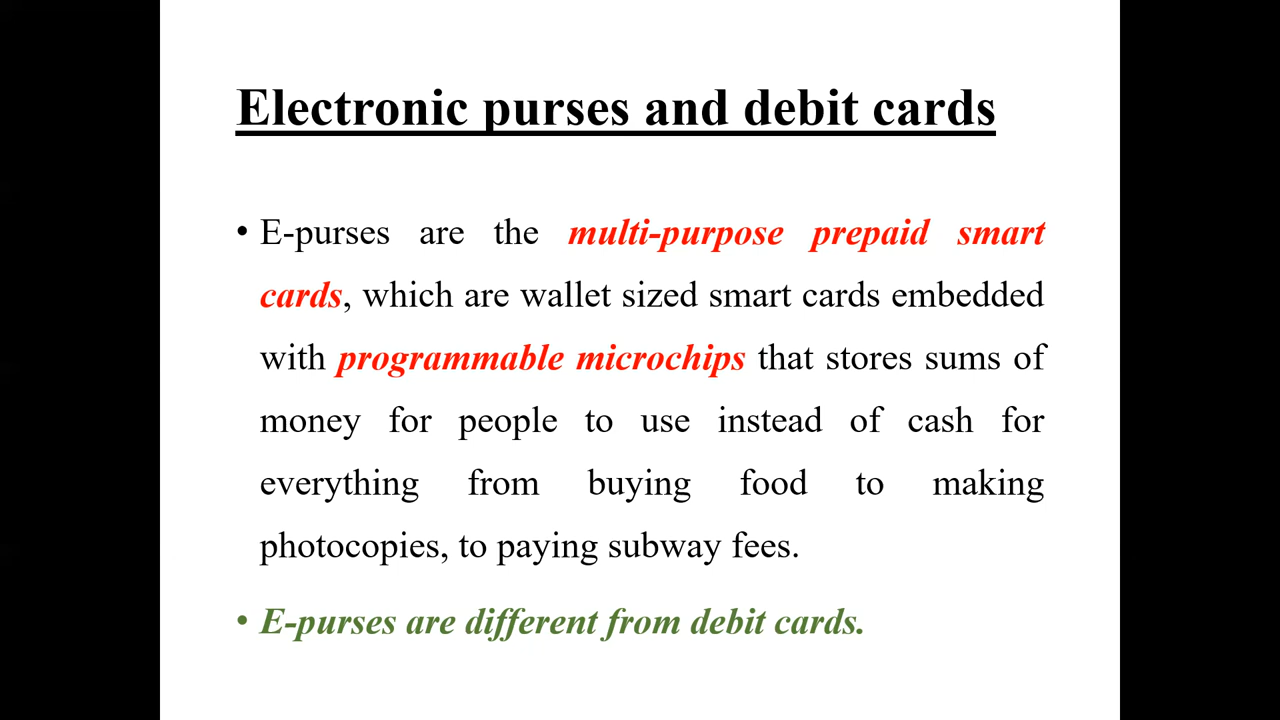 Electronic purses and debit cards
• E-purses are the multi-purpose prepaid smart
cards, which are wallet sized smart cards embedded
with programmable microchips that stores sums of
money for people to use instead of cash for
everything from buying food to making
photocopies, to paying subway fees.
• E-purses are different from debit cards.